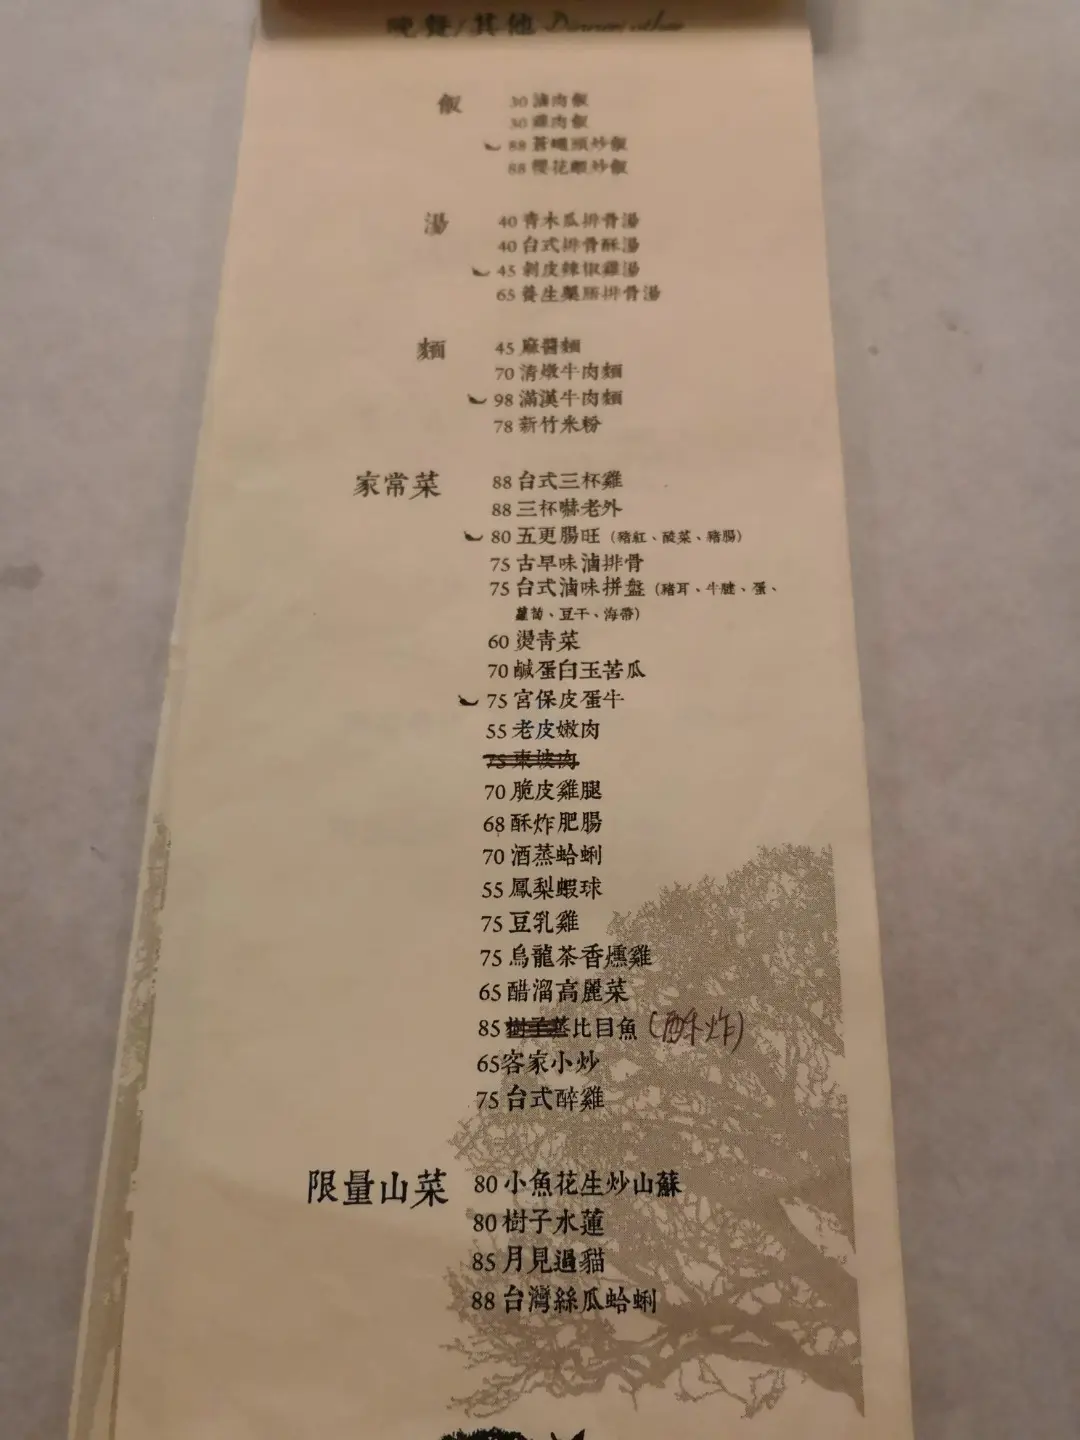 晚餐/其他 Dinner/other
飯 30 滷肉飯
30 雞肉飯
88 蒼蠅頭炒飯
88 櫻花蝦炒飯
湯 40 青木瓜排骨湯
40 台式排骨酥湯
45 剝皮辣椒雞湯
65 養生藥膳排骨湯
麵 45 麻醬麵
70 清燉牛肉麵
98 滿漢牛肉麵
78 新竹米粉
家常菜 88 台式三杯雞
88 三杯嚇老外
80 五更腸旺（豬紅、酸菜、豬腸）
75 古早味滷排骨
75 台式滷味拼盤（豬耳、牛腱、蛋、
蘿蔔、豆干、海帶）
60 燙青菜
70 鹹蛋白玉苦瓜
75 宮保皮蛋牛
55 老皮嫩肉
75 東坡肉
70 脆皮雞腿
68 酥炸肥腸
70 酒蒸蛤蜊
55 鳳梨蝦球
75 豆乳雞
75 烏龍茶香燻雞
65 醋溜高麗菜
85 樹子蒸比目魚 (酥炸)
65 客家小炒
75 台式醉雞
限量山菜 80 小魚花生炒山蘇
80 樹子水蓮
85 月見過貓
88 台灣絲瓜蛤蜊